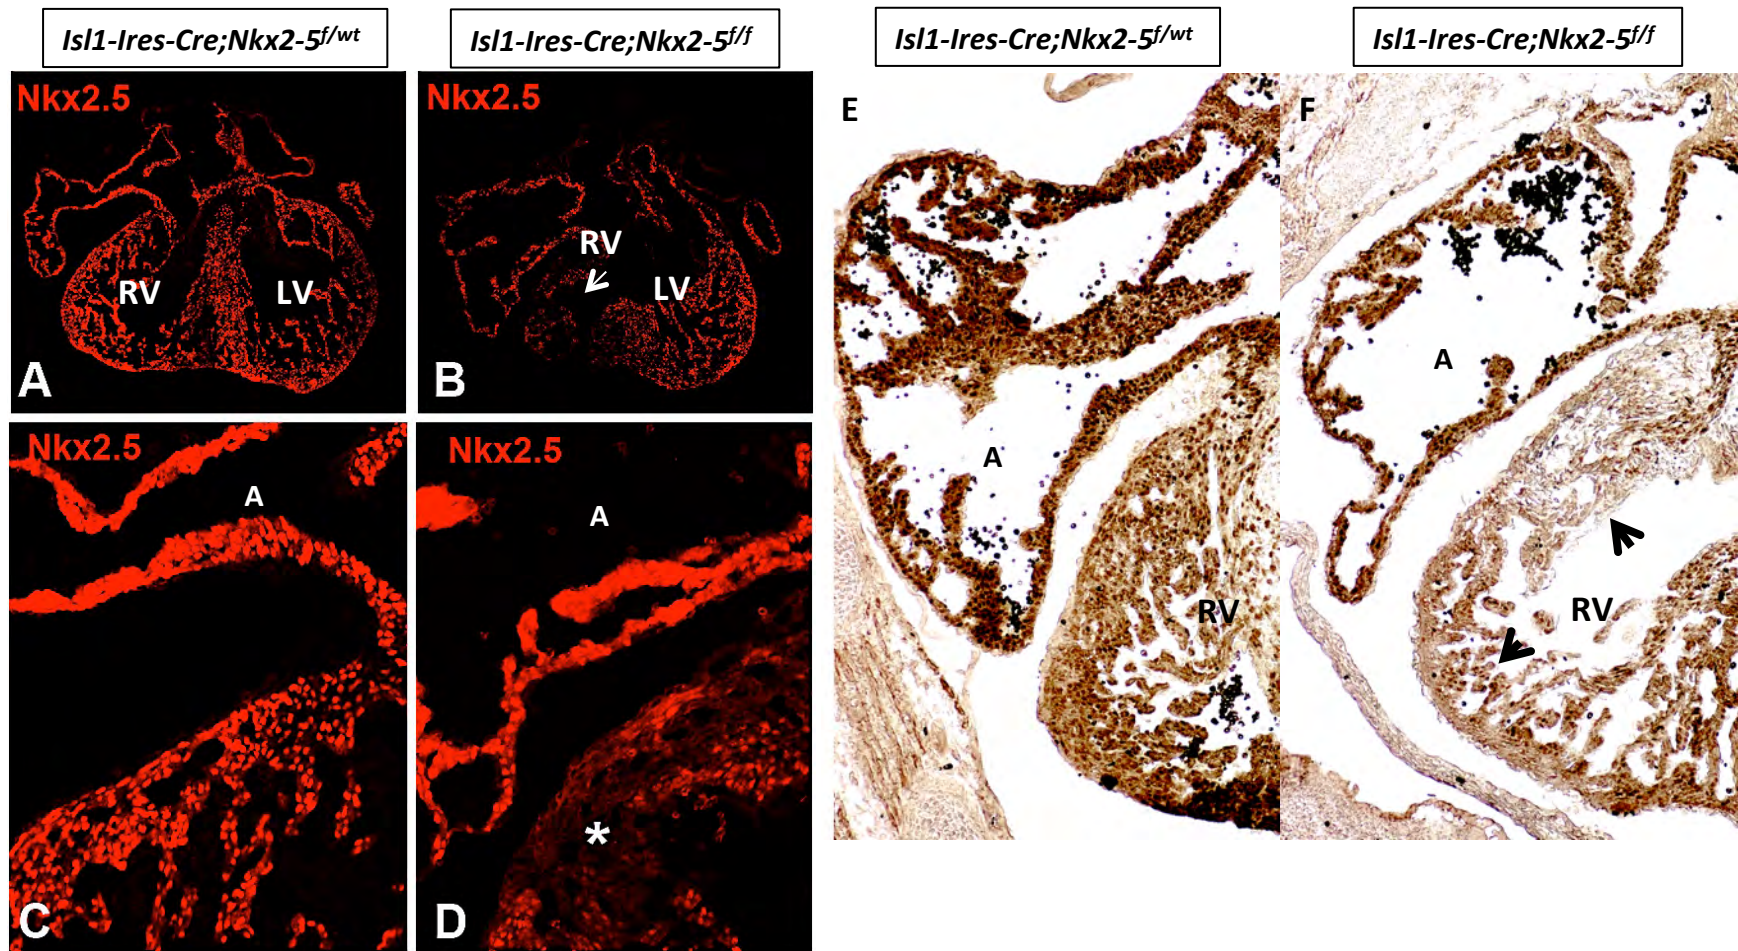 Isl1-Ires-Cre;Nkx2-5f/wt
Isl1-Ires-Cre;Nkx2-5f/f
Isl1-Ires-Cre;Nkx2-5f/wt
Isl1-Ires-Cre;Nkx2-5f/f
Nkx2.5
RV
LV
A
Nkx2.5
RV
LV
B
Nkx2.5
A
C
Nkx2.5
A
*
D
E
A
RV
F
A
RV